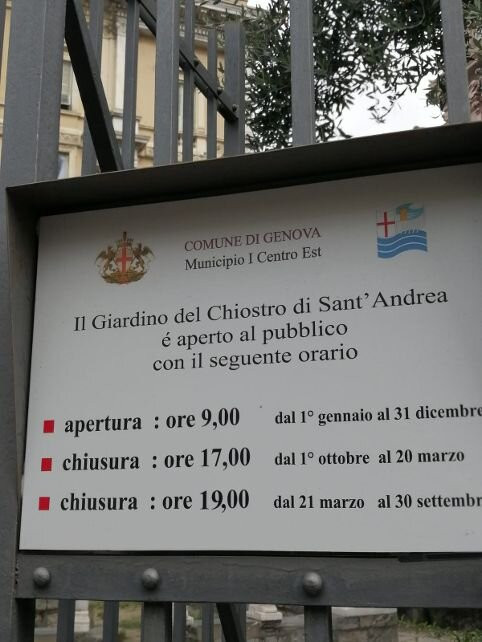 COMUNE DI GENOVA
Municipio I Centro Est
Il Giardino del Chiostro di Sant'Andrea
é aperto al pubblico
con il seguente orario
apertura : ore 9,00 dal 1° gennaio al 31 dicembre
chiusura : ore 17,00 dal 1° ottobre al 20 marzo
chiusura : ore 19,00 dal 21 marzo al 30 settembr